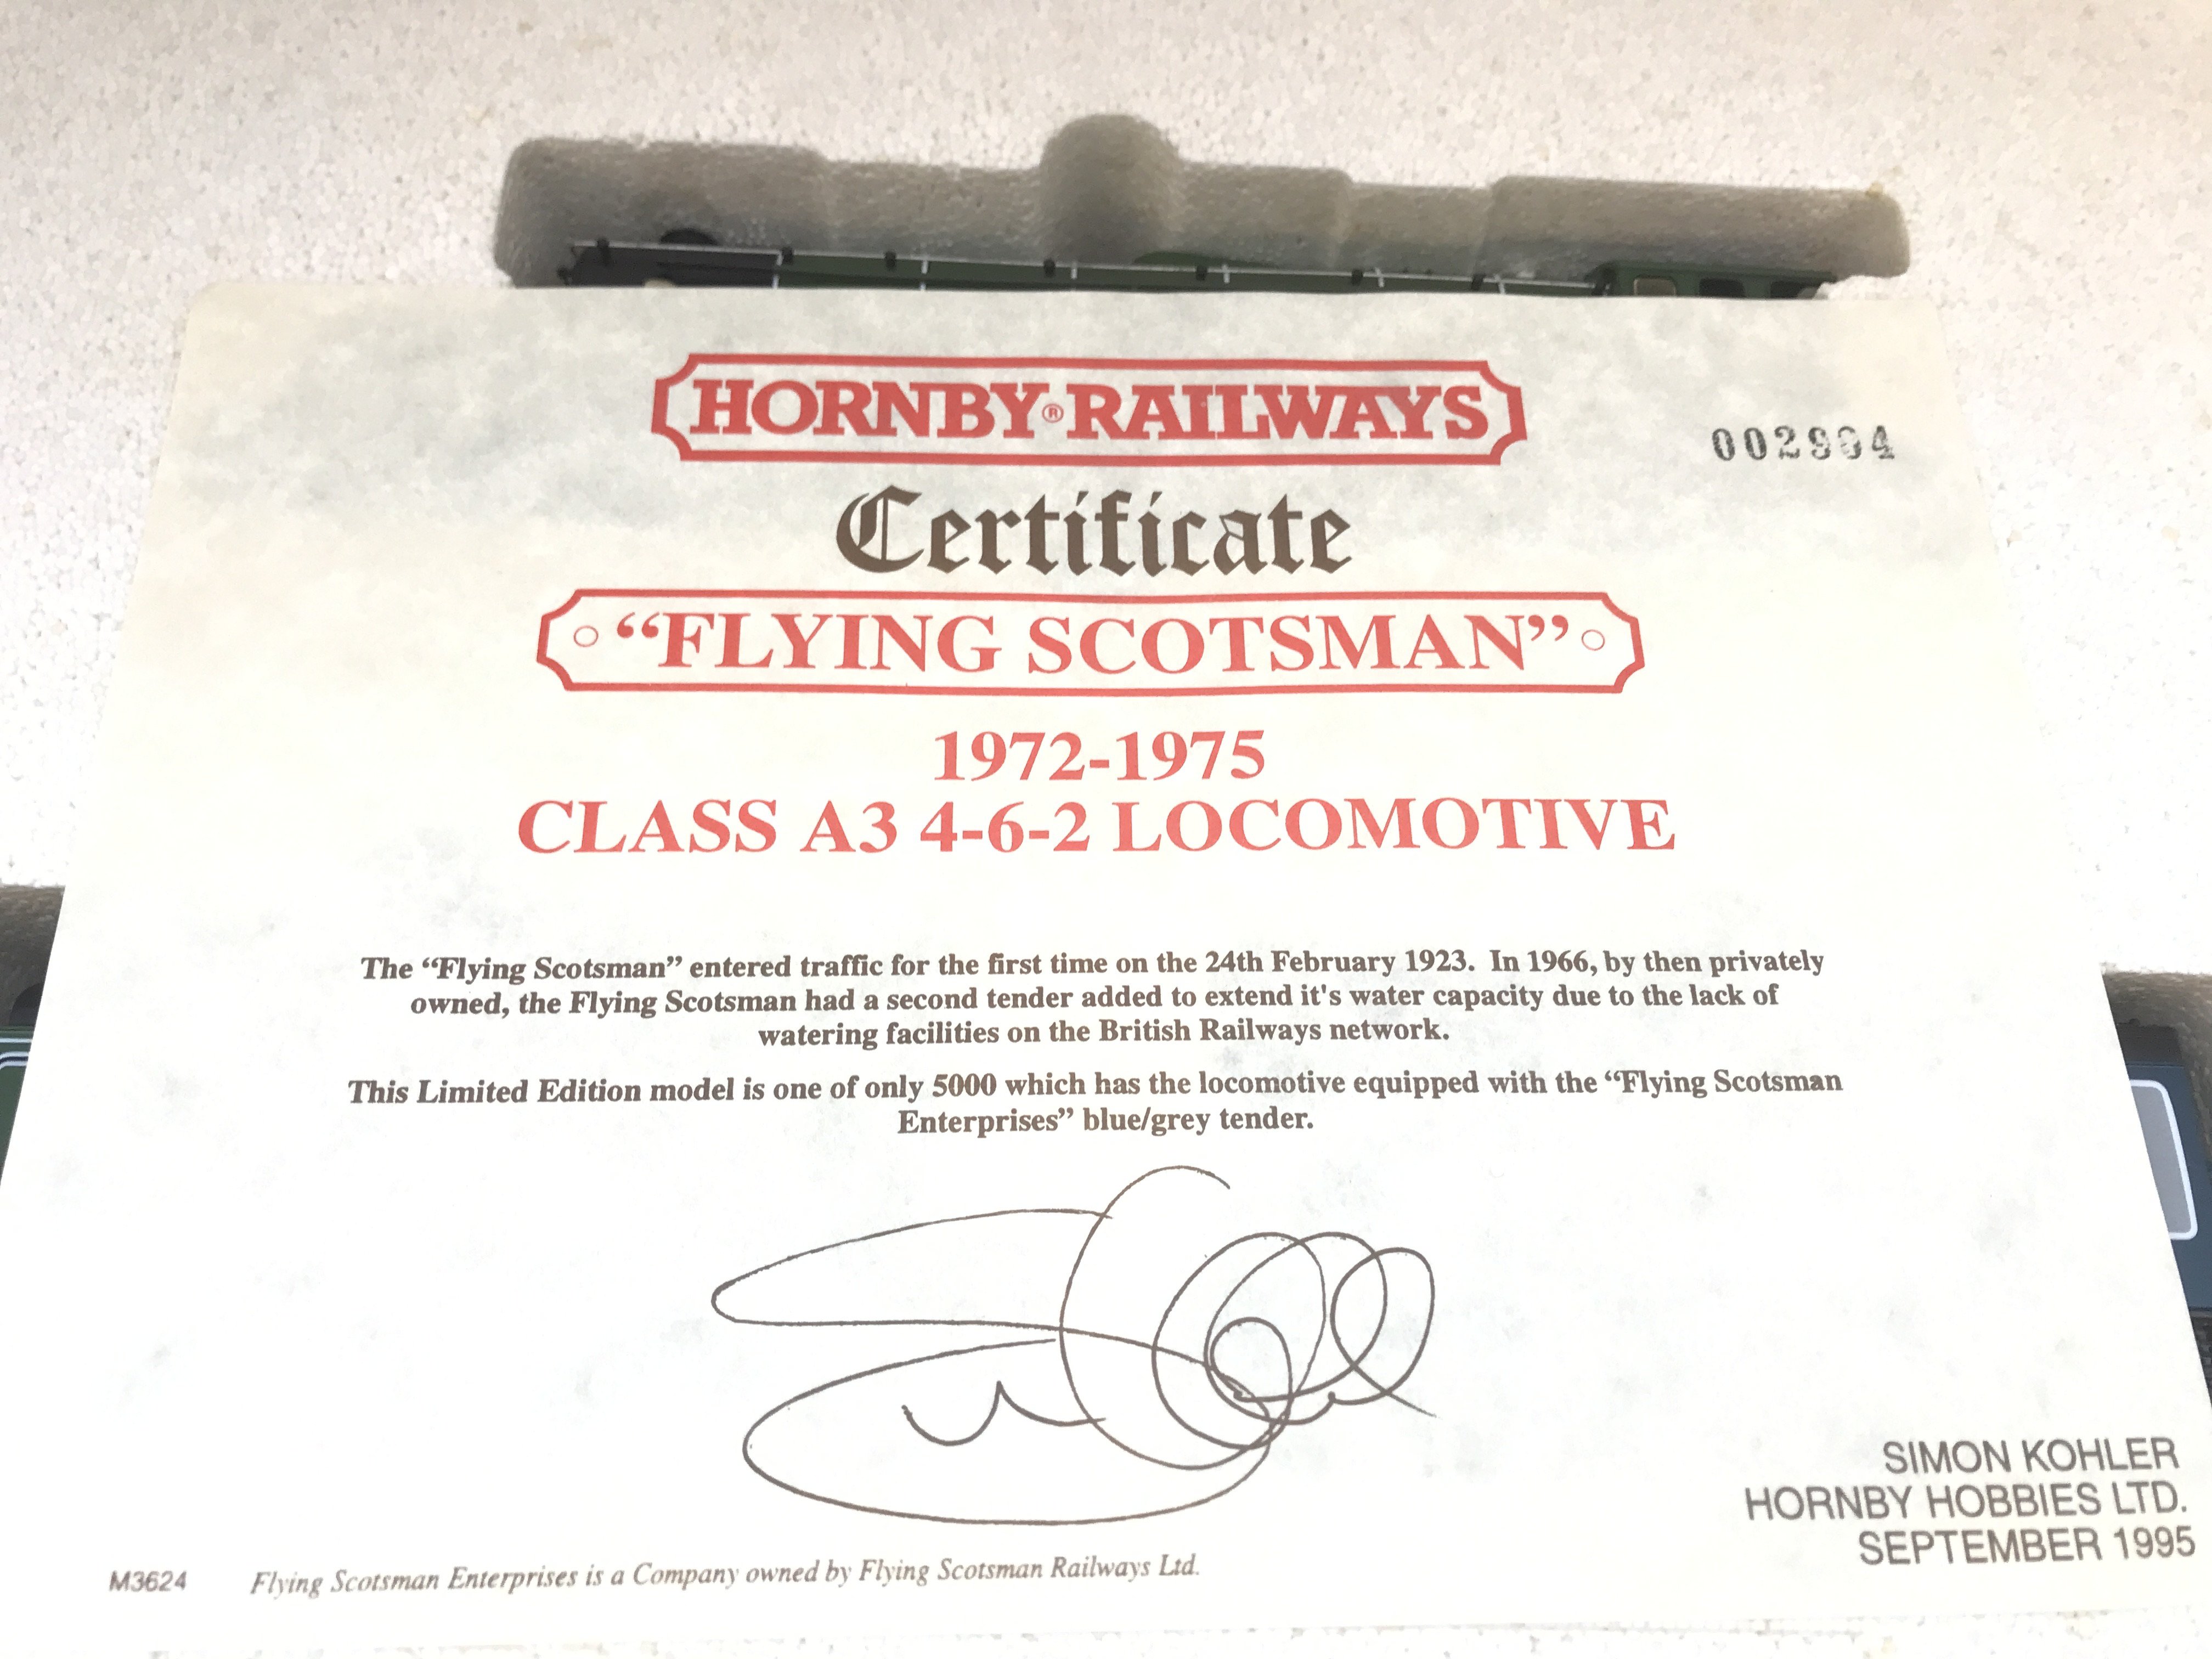 HORNBY® RAILWAYS
002994
Certificate
“FLYING SCOTSMAN”
1972-1975
CLASS A3 4-6-2 LOCOMOTIVE
The “Flying Scotsman” entered traffic for the first time on the 24th February 1923. In 1966, by then privately
owned, the Flying Scotsman had a second tender added to extend it's water capacity due to the lack of
watering facilities on the British Railways network.
This Limited Edition model is one of only 5000 which has the locomotive equipped with the “Flying Scotsman
Enterprises” blue/grey tender.
SIMON KOHLER
HORNBY HOBBIES LTD.
SEPTEMBER 1995
M3624 Flying Scotsman Enterprises is a Company owned by Flying Scotsman Railways Ltd.